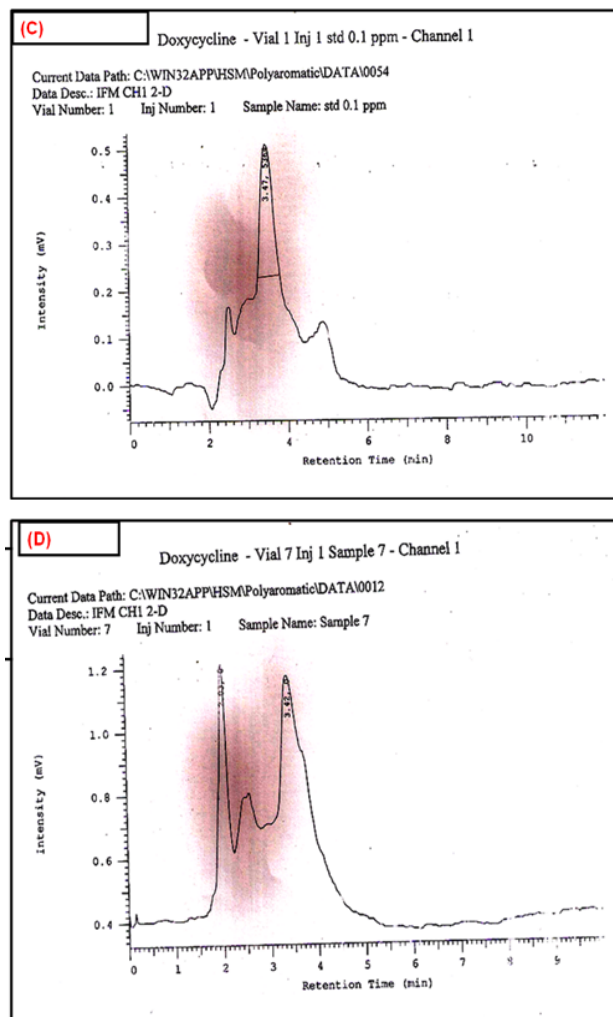 (C)
Doxycycline - Vial 1 Inj 1 std 0.1 ppm - Channel 1
Current Data Path: C:\WIN32APP\HSM\Polyaromatic\DATA\0054
Data Desc.: IFM CH1 2-D
Vial Number: 1 Inj Number: 1 Sample Name: std 0.1 ppm
0.5
0.4
0.3
0.2
0.1
0.0
Intensity (mV)
3.47,
0 2 4 6 8 10
Retention Time (min)
(D)
Doxycycline - Vial 7 Inj 1 Sample 7 - Channel 1
Current Data Path: C:\WIN32APP\HSM\Polyaromatic\DATA\0012
Data Desc.: IFM CH1 2-D
Vial Number: 7 Inj Number: 1 Sample Name: Sample 7
1.2
1.0
0.8
0.6
0.4
Intensity (mV)
2.03,
3.42,
0 1 2 3 4 5 6 7 8 9
Retention Time (min)